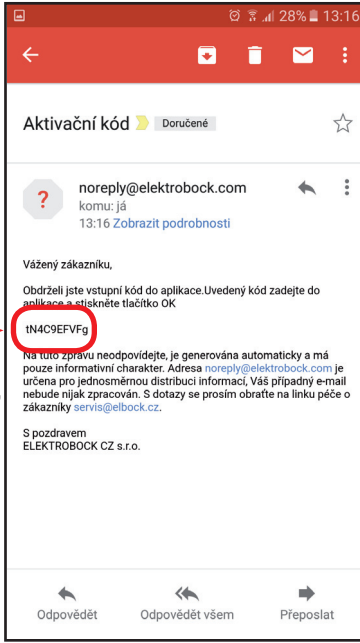 28% 13:16
Aktivační kód Doručené
?
noreply@elektrobock.com
komu: já
13:16 Zobrazit podrobnosti
Vážený zákazníku,
Obdrželi jste vstupní kód do aplikace.Uvedený kód zadejte do
aplikace a stiskněte tlačítko OK
tN4C9EFVFg
Na tuto zprávu neodpovídejte, je generována automaticky a má
pouze informativní charakter. Adresa noreply@elektrobock.com je
určena pro jednosměrnou distribuci informací, Váš případný e-mail
nebude nijak zpracován. S dotazy se prosím obraťte na linku péče o
zákazníky servis@elbock.cz.
S pozdravem
ELEKTROBOCK CZ s.r.o.
Odpovědět Odpovědět všem Přeposlat